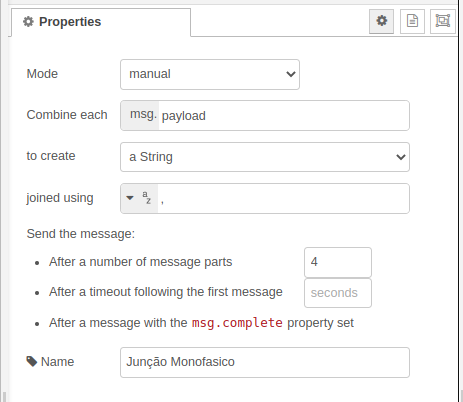 Properties
Mode manual
Combine each msg. payload
to create a String
joined using az ,
Send the message:
• After a number of message parts 4
• After a timeout following the first message seconds
• After a message with the msg.complete property set
Name Junção Monofasico